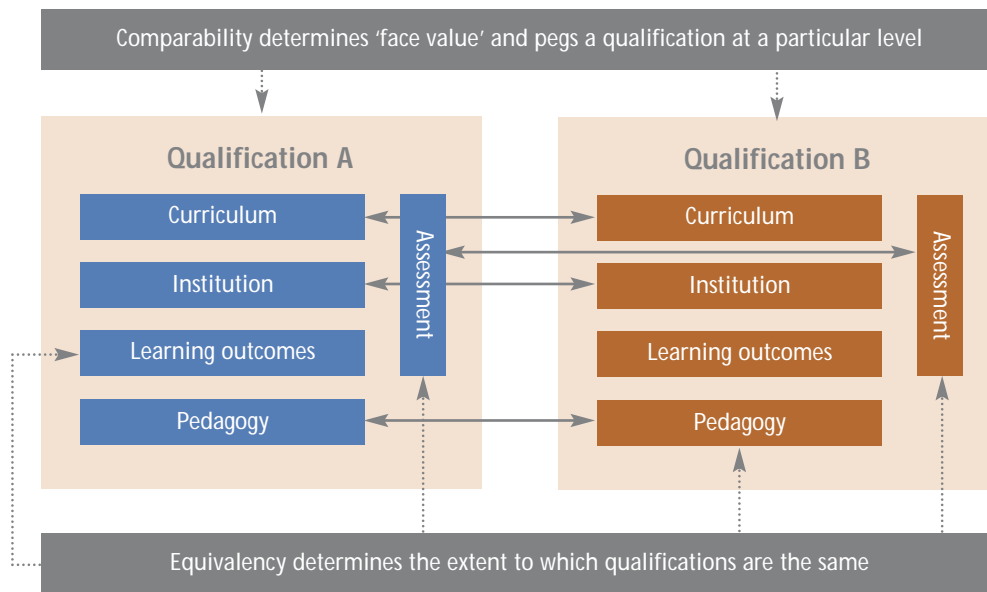 Comparability determines ‘face value’ and pegs a qualification at a particular level
Qualification A
Curriculum
Institution
Learning outcomes
Pedagogy
Assessment
Qualification B
Curriculum
Institution
Learning outcomes
Pedagogy
Assessment
Equivalency determines the extent to which qualifications are the same